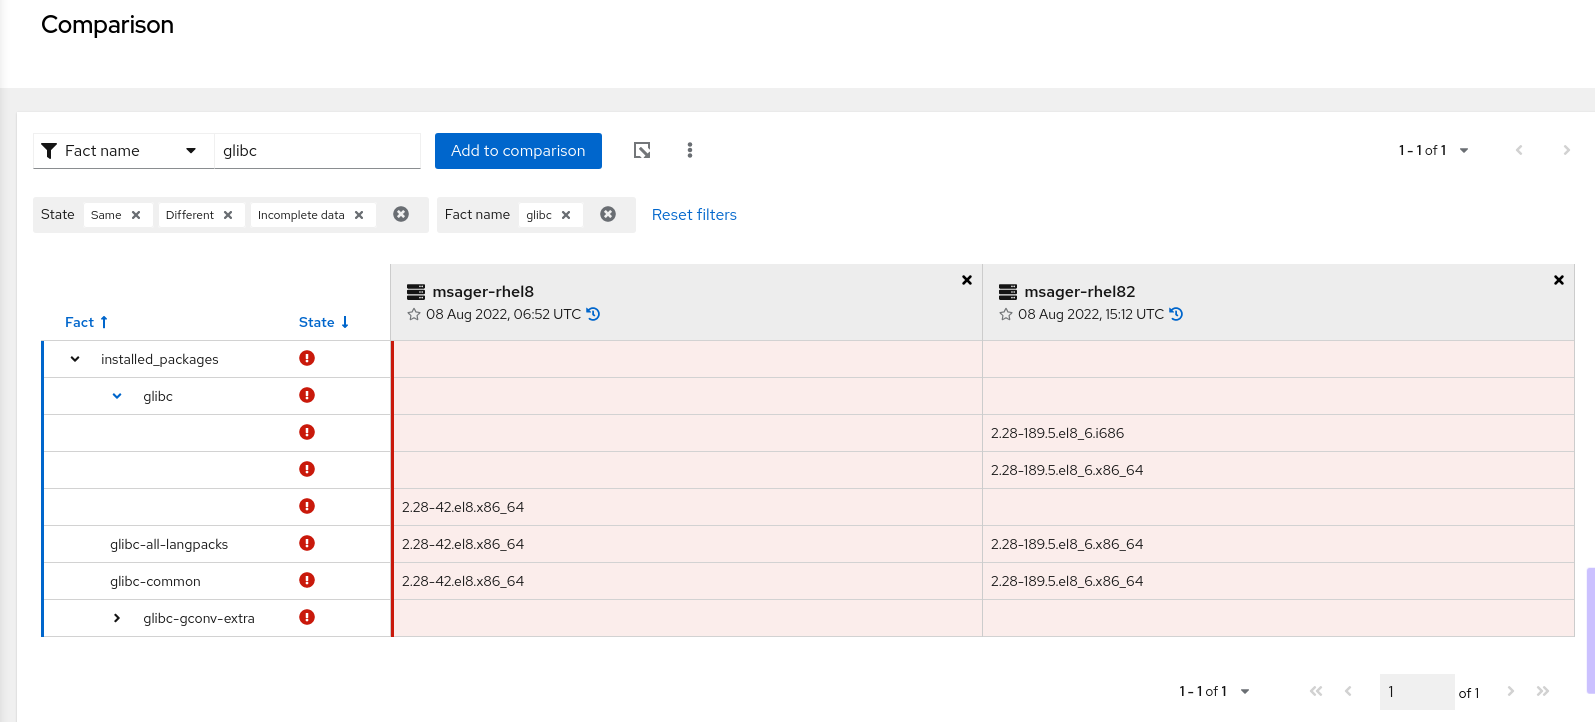 Comparison
Fact name glibc Add to comparison 1 - 1 of 1
State Same Different Incomplete data Fact name glibc Reset filters
msager-rhel8 msager-rhel82
Fact State 08 Aug 2022, 06:52 UTC 08 Aug 2022, 15:12 UTC
installed_packages
glibc
2.28-189.5.el8_6.i686
2.28-189.5.el8_6.x86_64
2.28-42.el8.x86_64
glibc-all-langpacks 2.28-42.el8.x86_64 2.28-189.5.el8_6.x86_64
glibc-common 2.28-42.el8.x86_64 2.28-189.5.el8_6.x86_64
glibc-gconv-extra
1 - 1 of 1 1 of 1